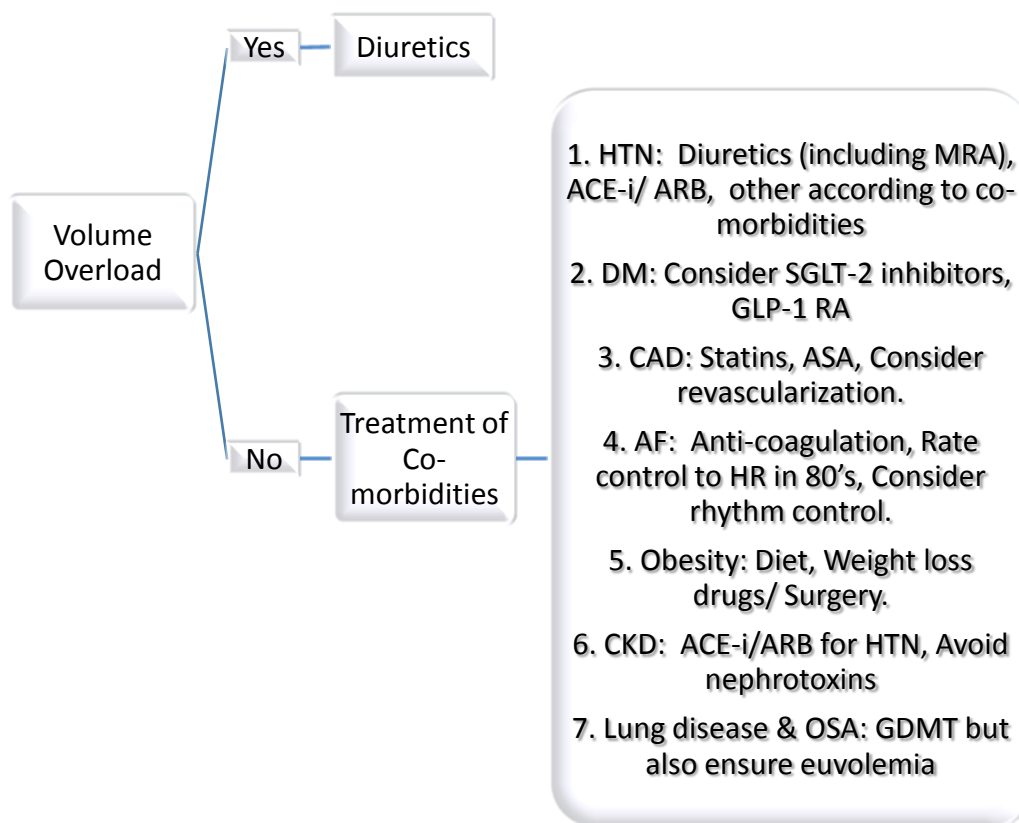 Yes
Diuretics
Volume
Overload
No
Treatment of
Co-
morbidities
1. HTN: Diuretics (including MRA),
ACE-i/ ARB, other according to co-
morbidities
2. DM: Consider SGLT-2 inhibitors,
GLP-1 RA
3. CAD: Statins, ASA, Consider
revascularization.
4. AF: Anti-coagulation, Rate
control to HR in 80’s, Consider
rhythm control.
5. Obesity: Diet, Weight loss
drugs/ Surgery.
6. CKD: ACE-i/ARB for HTN, Avoid
nephrotoxins
7. Lung disease & OSA: GDMT but
also ensure euvolemia